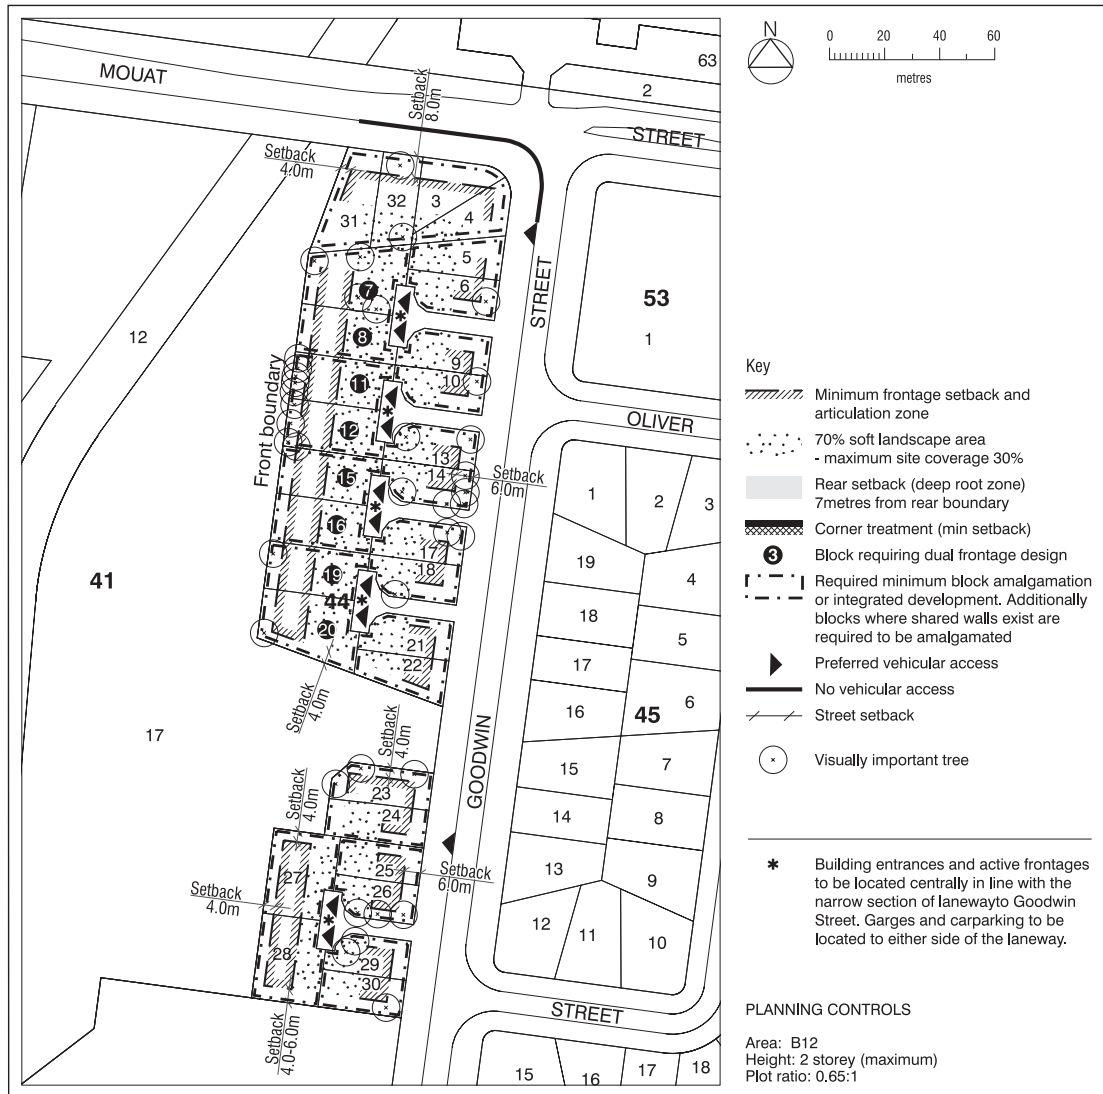 MOUAT
STREET
63
2
Setback
8.0m
Setback
4.0m
31
32
3
4
5
6
7
8
9
10
11
12
13
14
15
16
17
18
19
44
20
21
22
12
41
17
Front boundary
STREET
53
1
OLIVER
Setback
6.0m
1
2
3
19
4
18
5
17
6
16
45
15
7
14
8
13
9
12
11
10
GOODWIN
Setback
4.0m
Setback
4.0m
23
24
Setback
4.0m
25
26
Setback
6.0m
27
Setback
4.0m
28
29
30
Setback
4.0-6.0m
STREET
15
16
17
18
N
0 20 40 60
metres
Key
Minimum frontage setback and
articulation zone
70% soft landscape area
- maximum site coverage 30%
Rear setback (deep root zone)
7metres from rear boundary
Corner treatment (min setback)
3 Block requiring dual frontage design
Required minimum block amalgamation
or integrated development. Additionally
blocks where shared walls exist are
required to be amalgamated
Preferred vehicular access
No vehicular access
Street setback
Visually important tree
* Building entrances and active frontages
to be located centrally in line with the
narrow section of lanewayto Goodwin
Street. Garges and carparking to be
located to either side of the laneway.
PLANNING CONTROLS
Area: B12
Height: 2 storey (maximum)
Plot ratio: 0.65:1